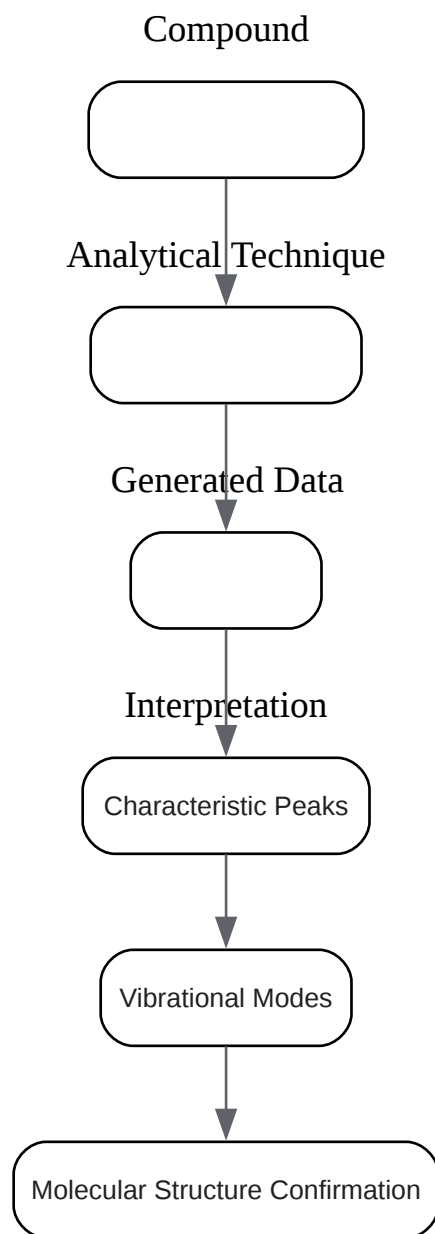 Compound
Analytical Technique
Generated Data
Interpretation
Characteristic Peaks
Vibrational Modes
Molecular Structure Confirmation